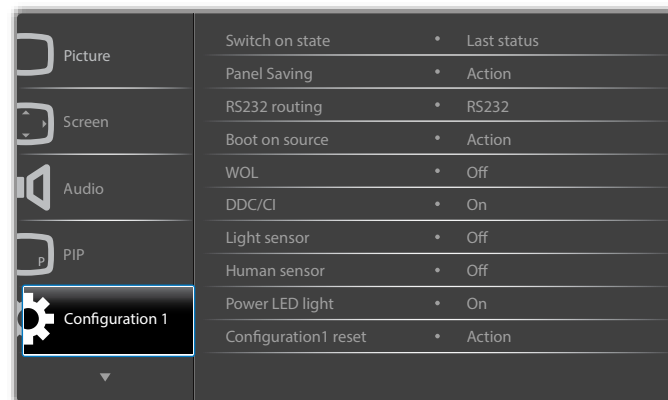 Picture
Screen
Audio
PIP
P
Configuration 1
Switch on state • Last status
Panel Saving • Action
RS232 routing • RS232
Boot on source • Action
WOL • Off
DDC/CI • On
Light sensor • Off
Human sensor • Off
Power LED light • On
Configuration1 reset • Action